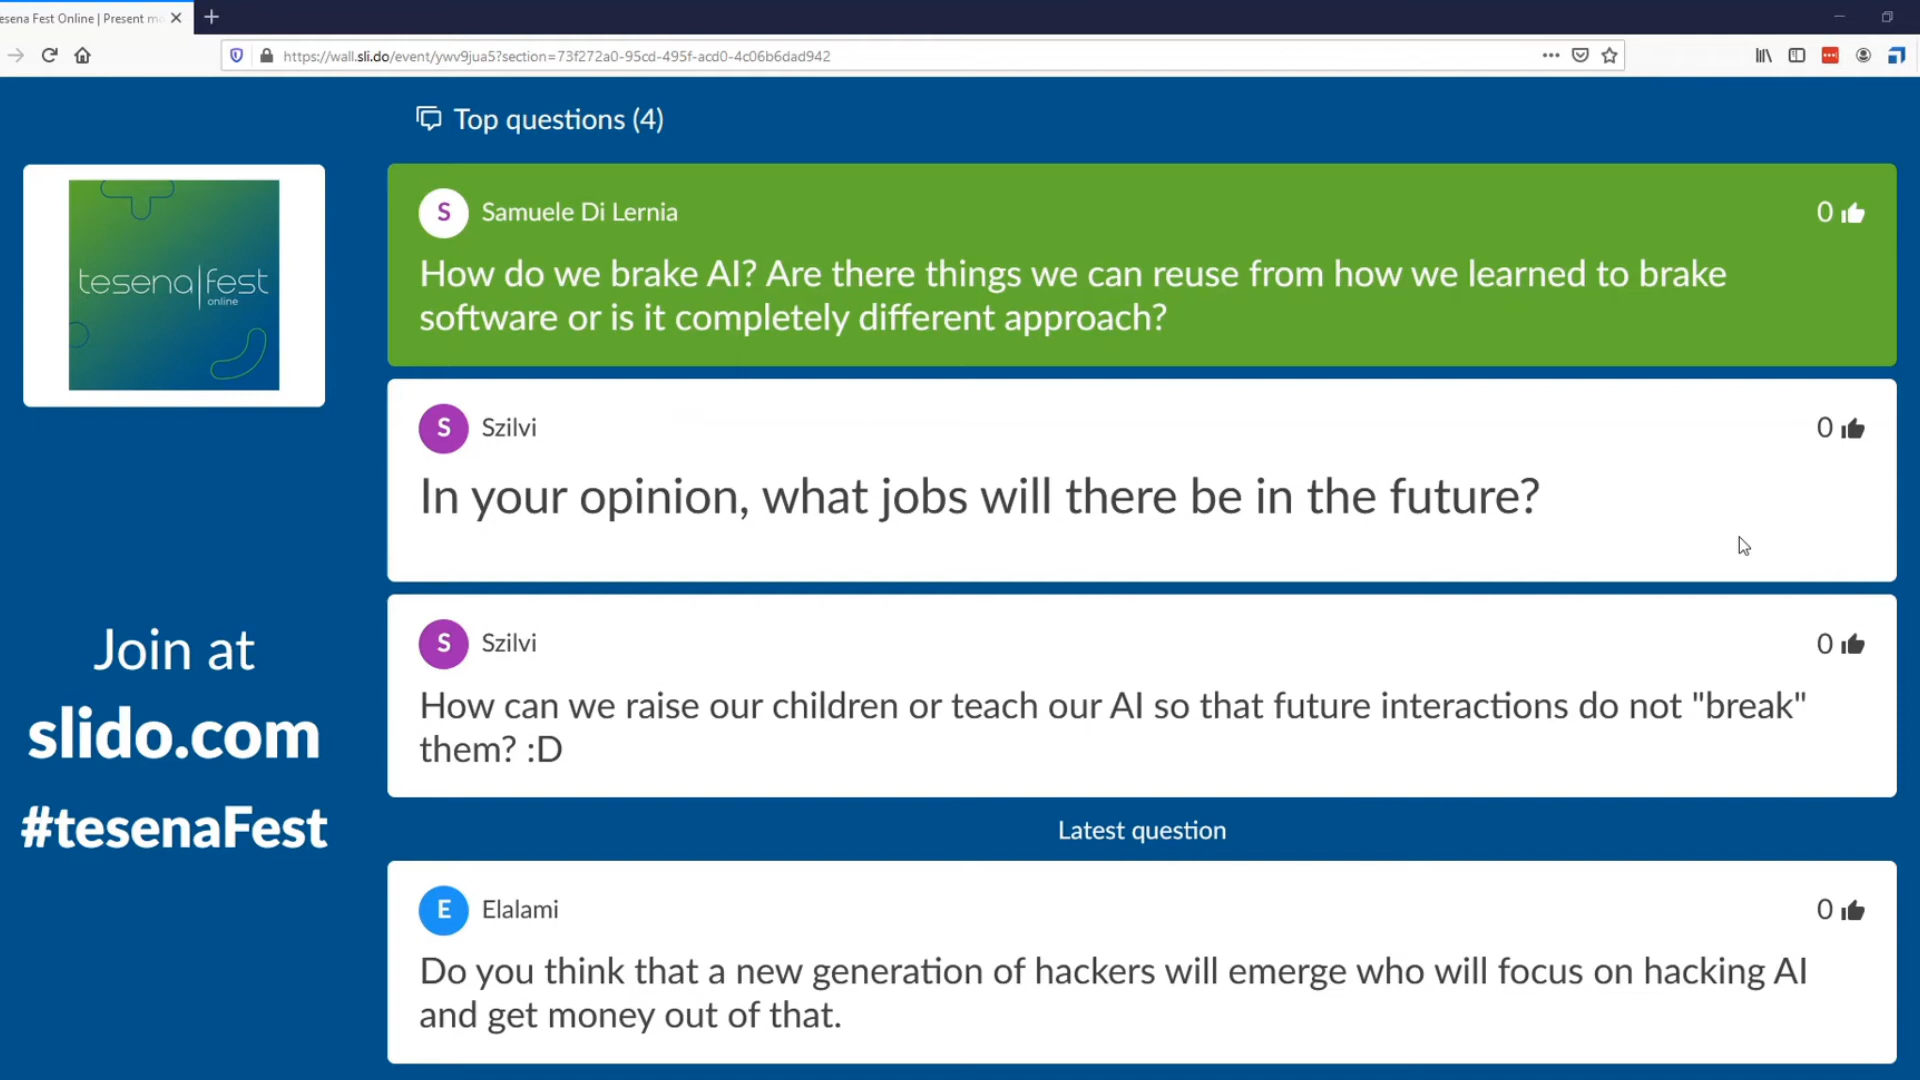 esena Fest Online | Present mo
https://wall.sli.do/event/ywv9jua5?section=73f272a0-95cd-495f-acd0-4c06b6dad942
Top questions (4)
tesena|fest
online
S
Samuele Di Lernia
0
How do we brake AI? Are there things we can reuse from how we learned to brake
software or is it completely different approach?
S
Szilvi
0
In your opinion, what jobs will there be in the future?
S
Szilvi
0
How can we raise our children or teach our AI so that future interactions do not "break"
them? :D
Join at
slido.com
#tesenaFest
Latest question
E
Elalami
0
Do you think that a new generation of hackers will emerge who will focus on hacking AI
and get money out of that.